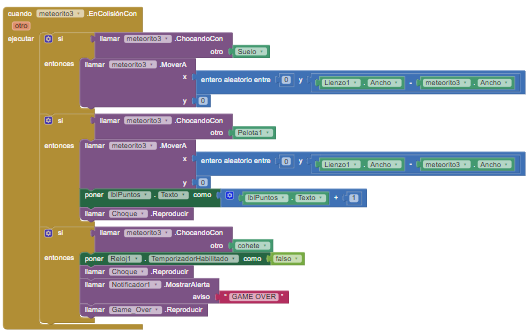 cuando meteorito3 .EnColisiónCon
otro
ejecutar si llamar meteorito3 .ChocandoCon
otro Suelo
entonces llamar meteorito3 .MoverA
x entero aleatorio entre 0 y Lienzo1 . Ancho - meteorito3 . Ancho
y 0
si llamar meteorito3 .ChocandoCon
otro Pelota1
entonces llamar meteorito3 .MoverA
x entero aleatorio entre 0 y Lienzo1 . Ancho - meteorito3 . Ancho
y 0
poner lblPuntos . Texto como lblPuntos . Texto + 1
llamar Choque .Reproducir
si llamar meteorito3 .ChocandoCon
otro cohete
entonces poner Reloj1 . TemporizadorHabilitado como falso
llamar Choque .Reproducir
llamar Notificador1 .MostrarAlerta
aviso " GAME OVER "
llamar Game_Over .Reproducir